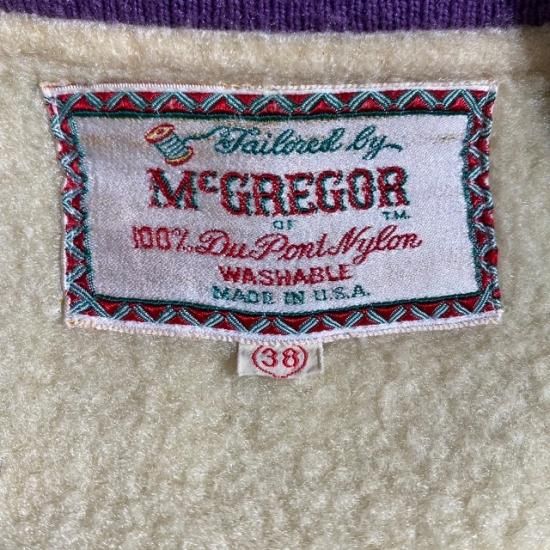 Tailored by
McGREGOR
TM.
OF
100% Du Pont Nylon
WASHABLE
MADE IN U.S.A.
38